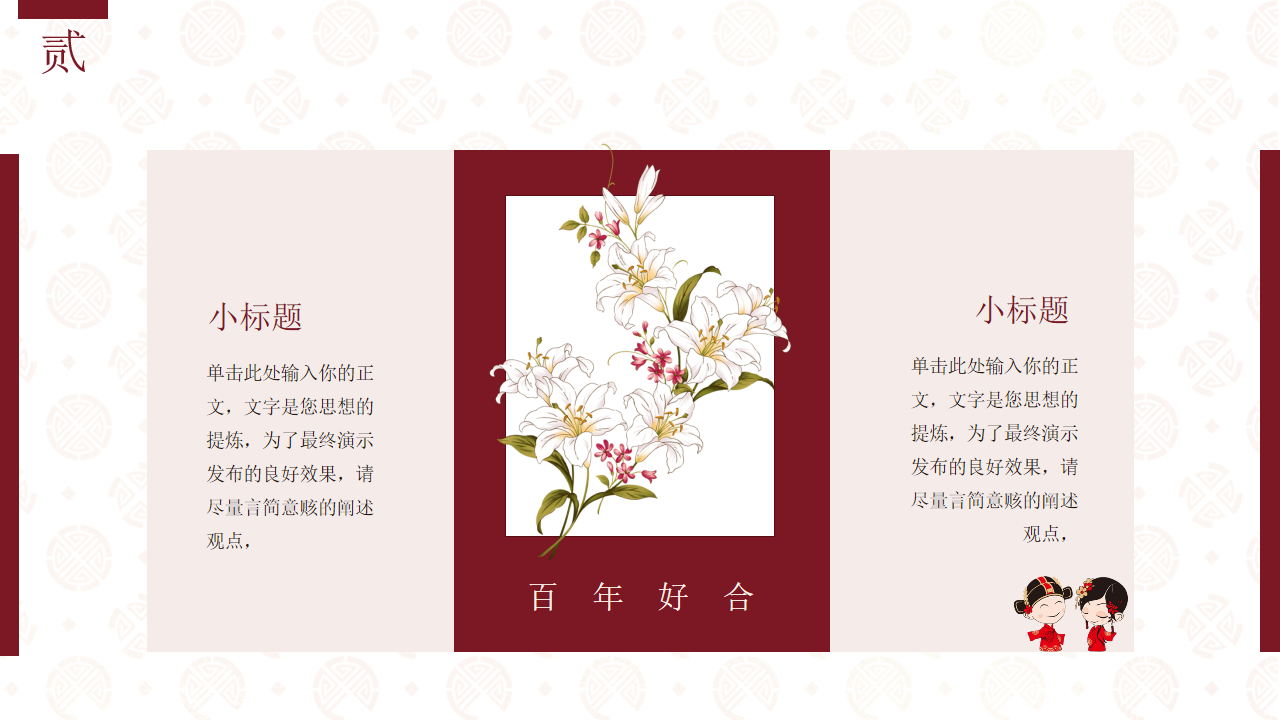 贰
小标题
单击此处输入你的正
文，文字是您思想的
提炼，为了最终演示
发布的良好效果，请
尽量言简意赅的阐述
观点，
百年好合
小标题
单击此处输入你的正
文，文字是您思想的
提炼，为了最终演示
发布的良好效果，请
尽量言简意赅的阐述
观点，